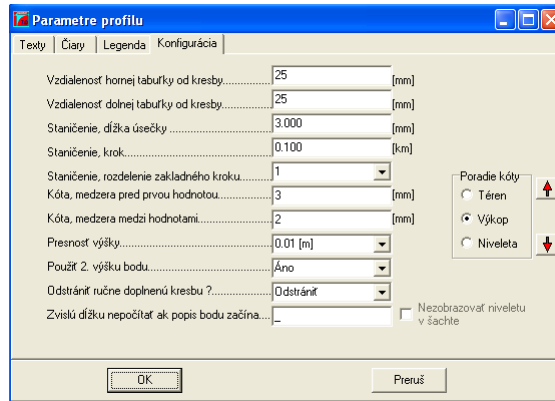 Parametre profilu
Texty Čiary Legenda Konfigurácia
Vzdialenosť hornej tabuľky od kresby............ 25 [mm]
Vzdialenosť dolnej tabuľky od kresby............ 25 [mm]
Staničenie, dĺžka úsečky ............ 3.000 [mm]
Staničenie, krok............ 0.100 [km]
Staničenie, rozdelenie zakladného kroku.... 1
Kóta, medzera pred prvou hodnotou............ 3 [mm]
Kóta, medzera medzi hodnotami............ 2 [mm]
Presnosť výšky............ 0.01 [m]
Použiť 2. výšku bodu............ Áno
Odstrániť ručne doplnenú kresbu ?............ Odstrániť
Zvislú dĺžku nepočítať ak popis bodu začína.... _
Poradie kóty
Téren
Výkop
Niveleta
Nezobrazovať niveletu
v šachte
OK Preruš